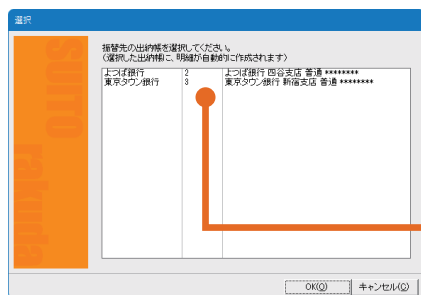 選択
振替先の出納帳を選択してください。
（選択した出納帳に、明細が自動的に作成されます）
よつば銀行 2 よつば銀行 四谷支店 普通 ********
東京タウン銀行 3 東京タウン銀行 新宿支店 普通 ********
SUITO
rakuda
OK(O) キャンセル(C)